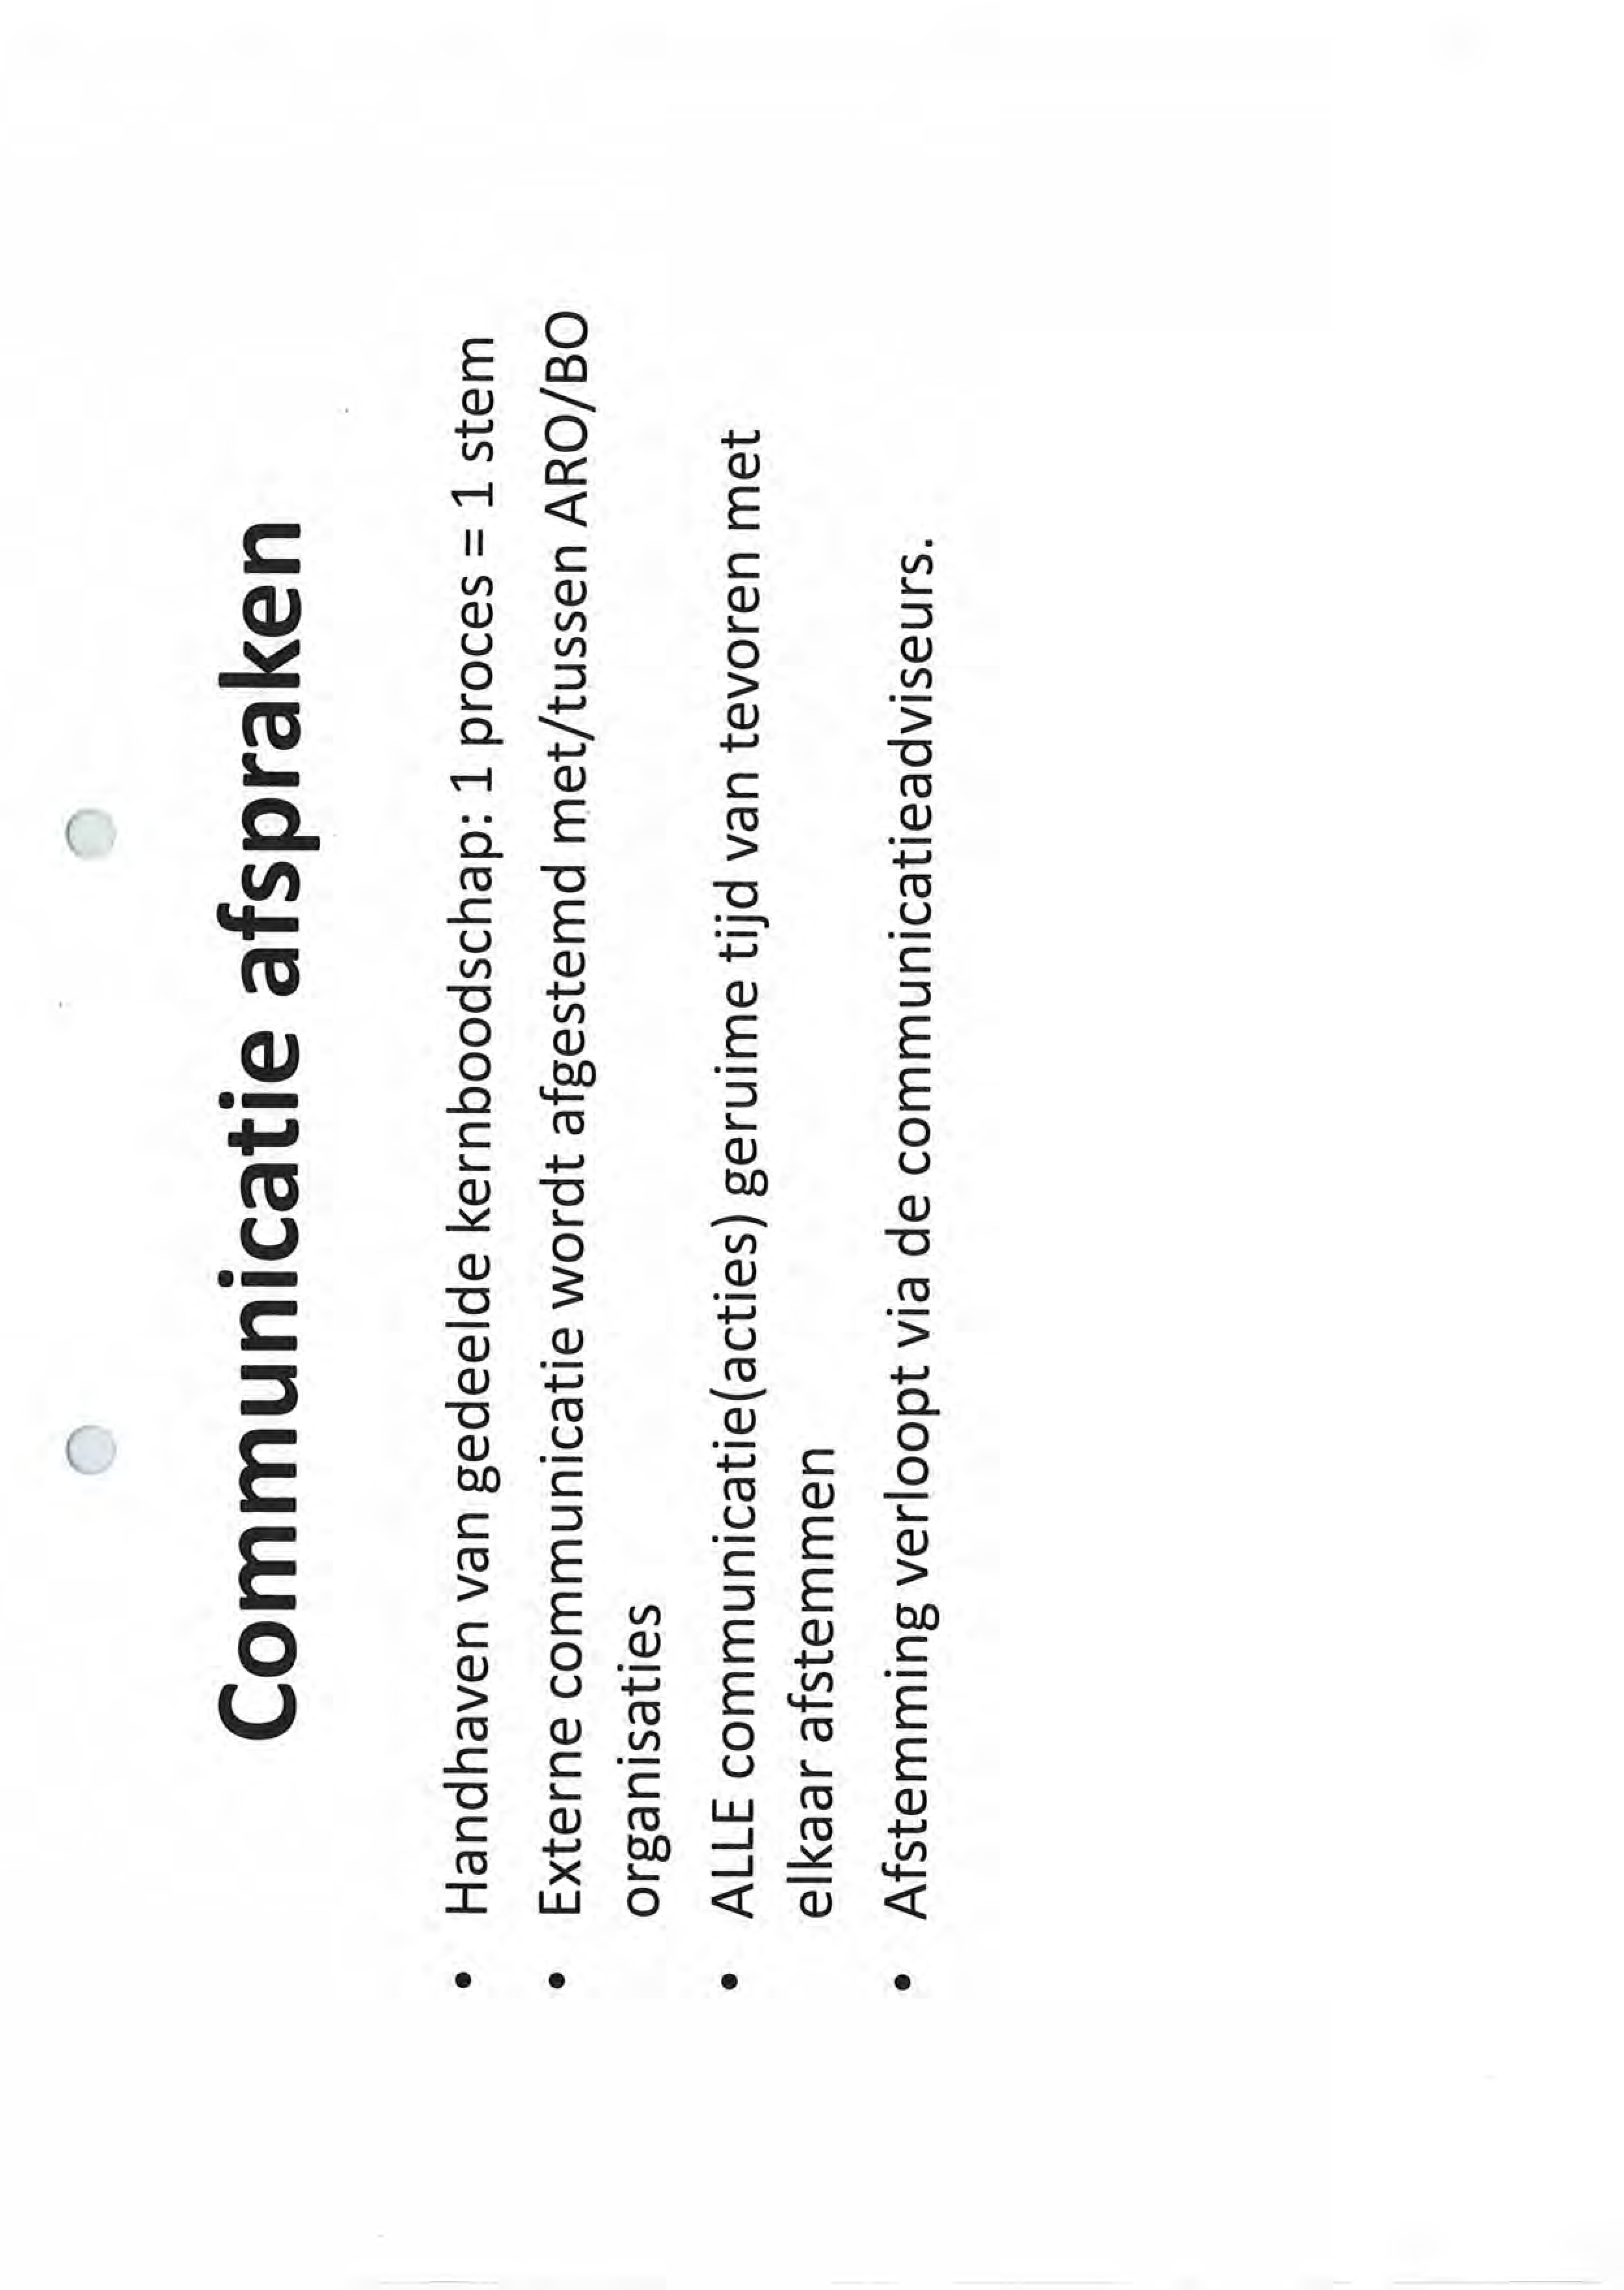 Communicatie afspraken
• Handhaven van gedeelde kernboodschap: 1 proces = 1 stem
• Externe communicatie wordt afgestemd met/tussen ARO/BO
organisaties
• ALLE communicatie(acties) geruime tijd van tevoren met
elkaar afstemmen
• Afstemming verloopt via de communicatieadviseurs.